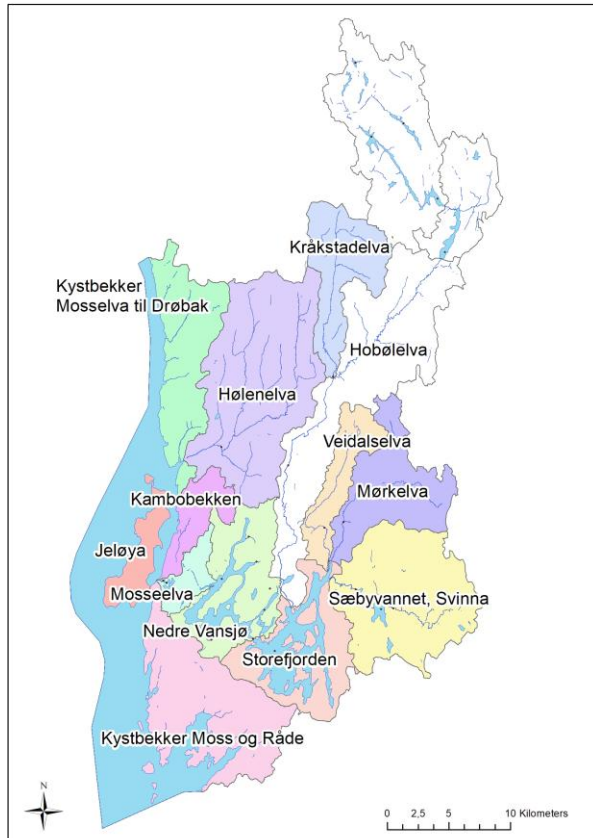 Kråkstadelva
Kystbekker
Mosselva til Drøbak
Hobølelva
Hølenelva
Veidalselva
Kambobekken
Mørkelva
Jeløya
Mosseelva
Sæbyvannet, Svinna
Nedre Vansjø
Storefjorden
Kystbekker Moss og Råde
N
0 2,5 5 10 Kilometers